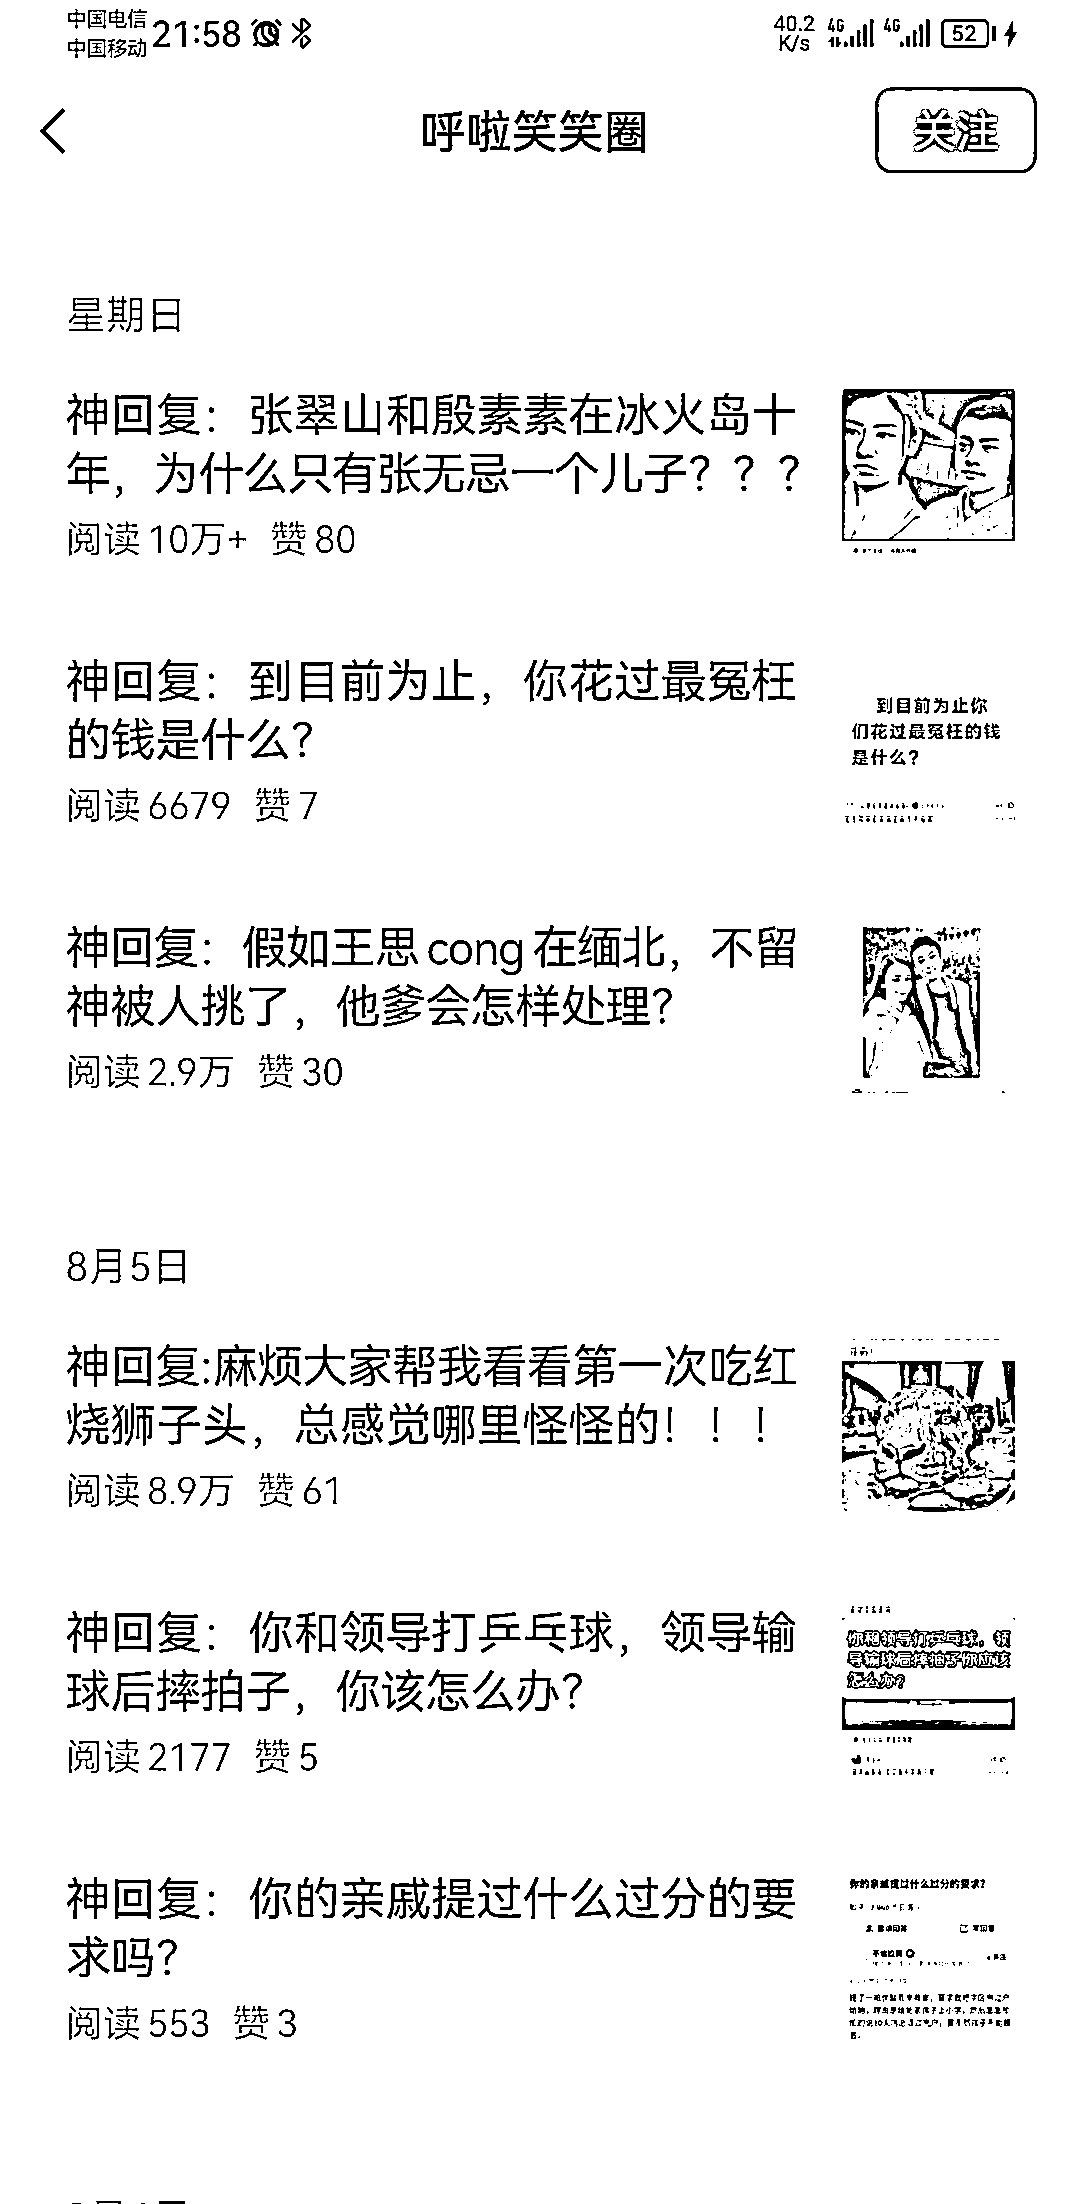 中国电信
中国移动
21:58
40.2
K/s
4G
4G
52
呼啦笑笑圈
关注
星期日
神回复：张翠山和殷素素在冰火岛十
年，为什么只有张无忌一个儿子？？？
阅读 10万+ 赞 80
神回复：到目前为止，你花过最冤枉
的钱是什么？
阅读 6679 赞 7
到目前为止你
们花过最冤枉的钱
是什么？
神回复：假如王思 cong 在缅北，不留
神被人挑了，他爹会怎样处理？
阅读 2.9万 赞 30
8月5日
神回复:麻烦大家帮我看看第一次吃红
烧狮子头，总感觉哪里怪怪的！！！
阅读 8.9万 赞 61
神回复：你和领导打乒乓球，领导输
球后摔拍子，你该怎么办？
阅读 2177 赞 5
你和领导打乒乓球，领
导输球后摔拍子你应该
怎么办？
神回复：你的亲戚提过什么过分的要
求吗？
阅读 553 赞 3
你的亲戚提过什么过分的要求？